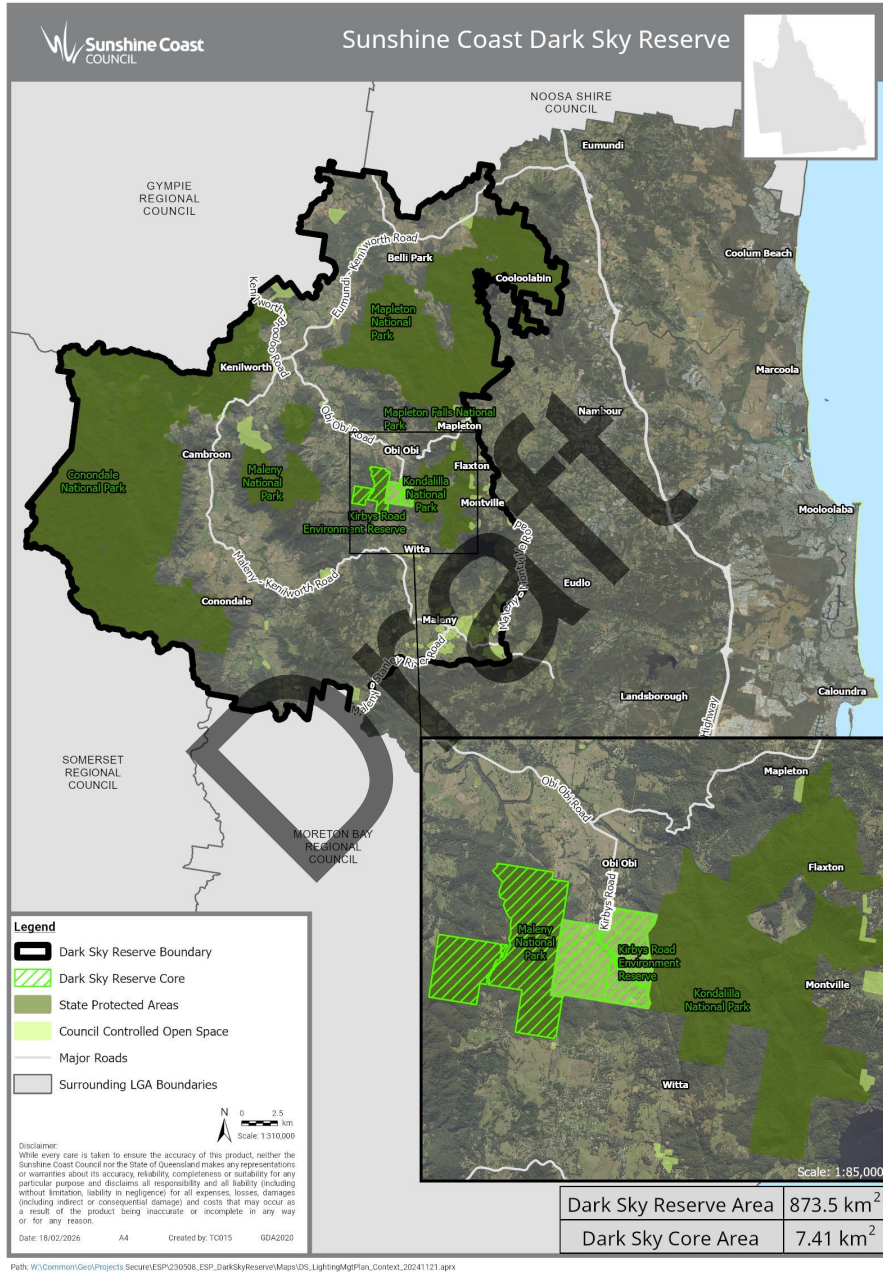 Sunshine Coast
COUNCIL
Sunshine Coast Dark Sky Reserve
NOOSA SHIRE
COUNCIL
Eumundi
GYMPIE
REGIONAL
COUNCIL
Eumundi - Kenilworth Road
Belli Park
Coolum Beach
Cooloolabin
Kenilworth - Brooloo Road
Mapleton
National
Park
Kenilworth
Marcoola
Mapleton Falls National
Park
Nambour
Obi Obi Road
Mapleton
Obi Obi
Cambroon
Flaxton
Conondale
National Park
Maleny
National
Park
Kondalilla
National
Park
Montville
Mooloolaba
Kirbys Road
Environment Reserve
Witta
Maleny - Kenilworth Road
Maleny - Montville Road
Eudlo
Conondale
Maleny
Maleny - Stanley River Road
Landsborough
Caloundra
Highway
SOMERSET
REGIONAL
COUNCIL
MORETON BAY
REGIONAL
COUNCIL
Draft
Mapleton
Obi Obi Road
Obi Obi
Flaxton
Kirbys Road
Maleny
National
Park
Kirbys Road
Environment
Reserve
Montville
Kondalilla
National Park
Witta
Scale: 1:85,000
Legend
Dark Sky Reserve Boundary
Dark Sky Reserve Core
State Protected Areas
Council Controlled Open Space
Major Roads
Surrounding LGA Boundaries
N
0 2.5
km
Scale: 1:310,000
Disclaimer:
While every care is taken to ensure the accuracy of this product, neither the
Sunshine Coast Council nor the State of Queensland makes any representations
or warranties about its accuracy, reliability, completeness or suitability for any
particular purpose and disclaims all responsibility and all liability (including
without limitation, liability in negligence) for all expenses, losses, damages
(including indirect or consequential damage) and costs that may occur as
a result of the product being inaccurate or incomplete in any way
or for any reason.
Date: 18/02/2026 A4 Created by: TC015 GDA2020
Dark Sky Reserve Area 873.5 km²
Dark Sky Core Area 7.41 km²
Path: W:\Common\Geo\Projects Secure\ESP\230508_ESP_DarkSkyReserve\Maps\DS_LightingMgtPlan_Context_20241121.aprx